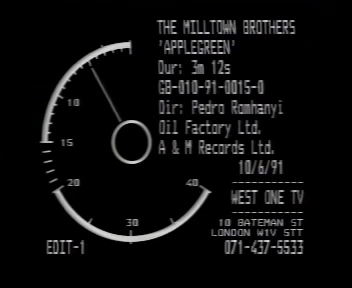 THE MILLTOWN BROTHERS
'APPLEGREEN'
Dur: 3m 12s
GB-010-91-0015-0
Dir: Pedro Romhanyi
Oil Factory Ltd.
A & M Records Ltd.
10/6/91
WEST ONE TV
10 BATEMAN ST
LONDON W1V 5TT
071-437-5533
10
15
20
30
40
EDIT-1